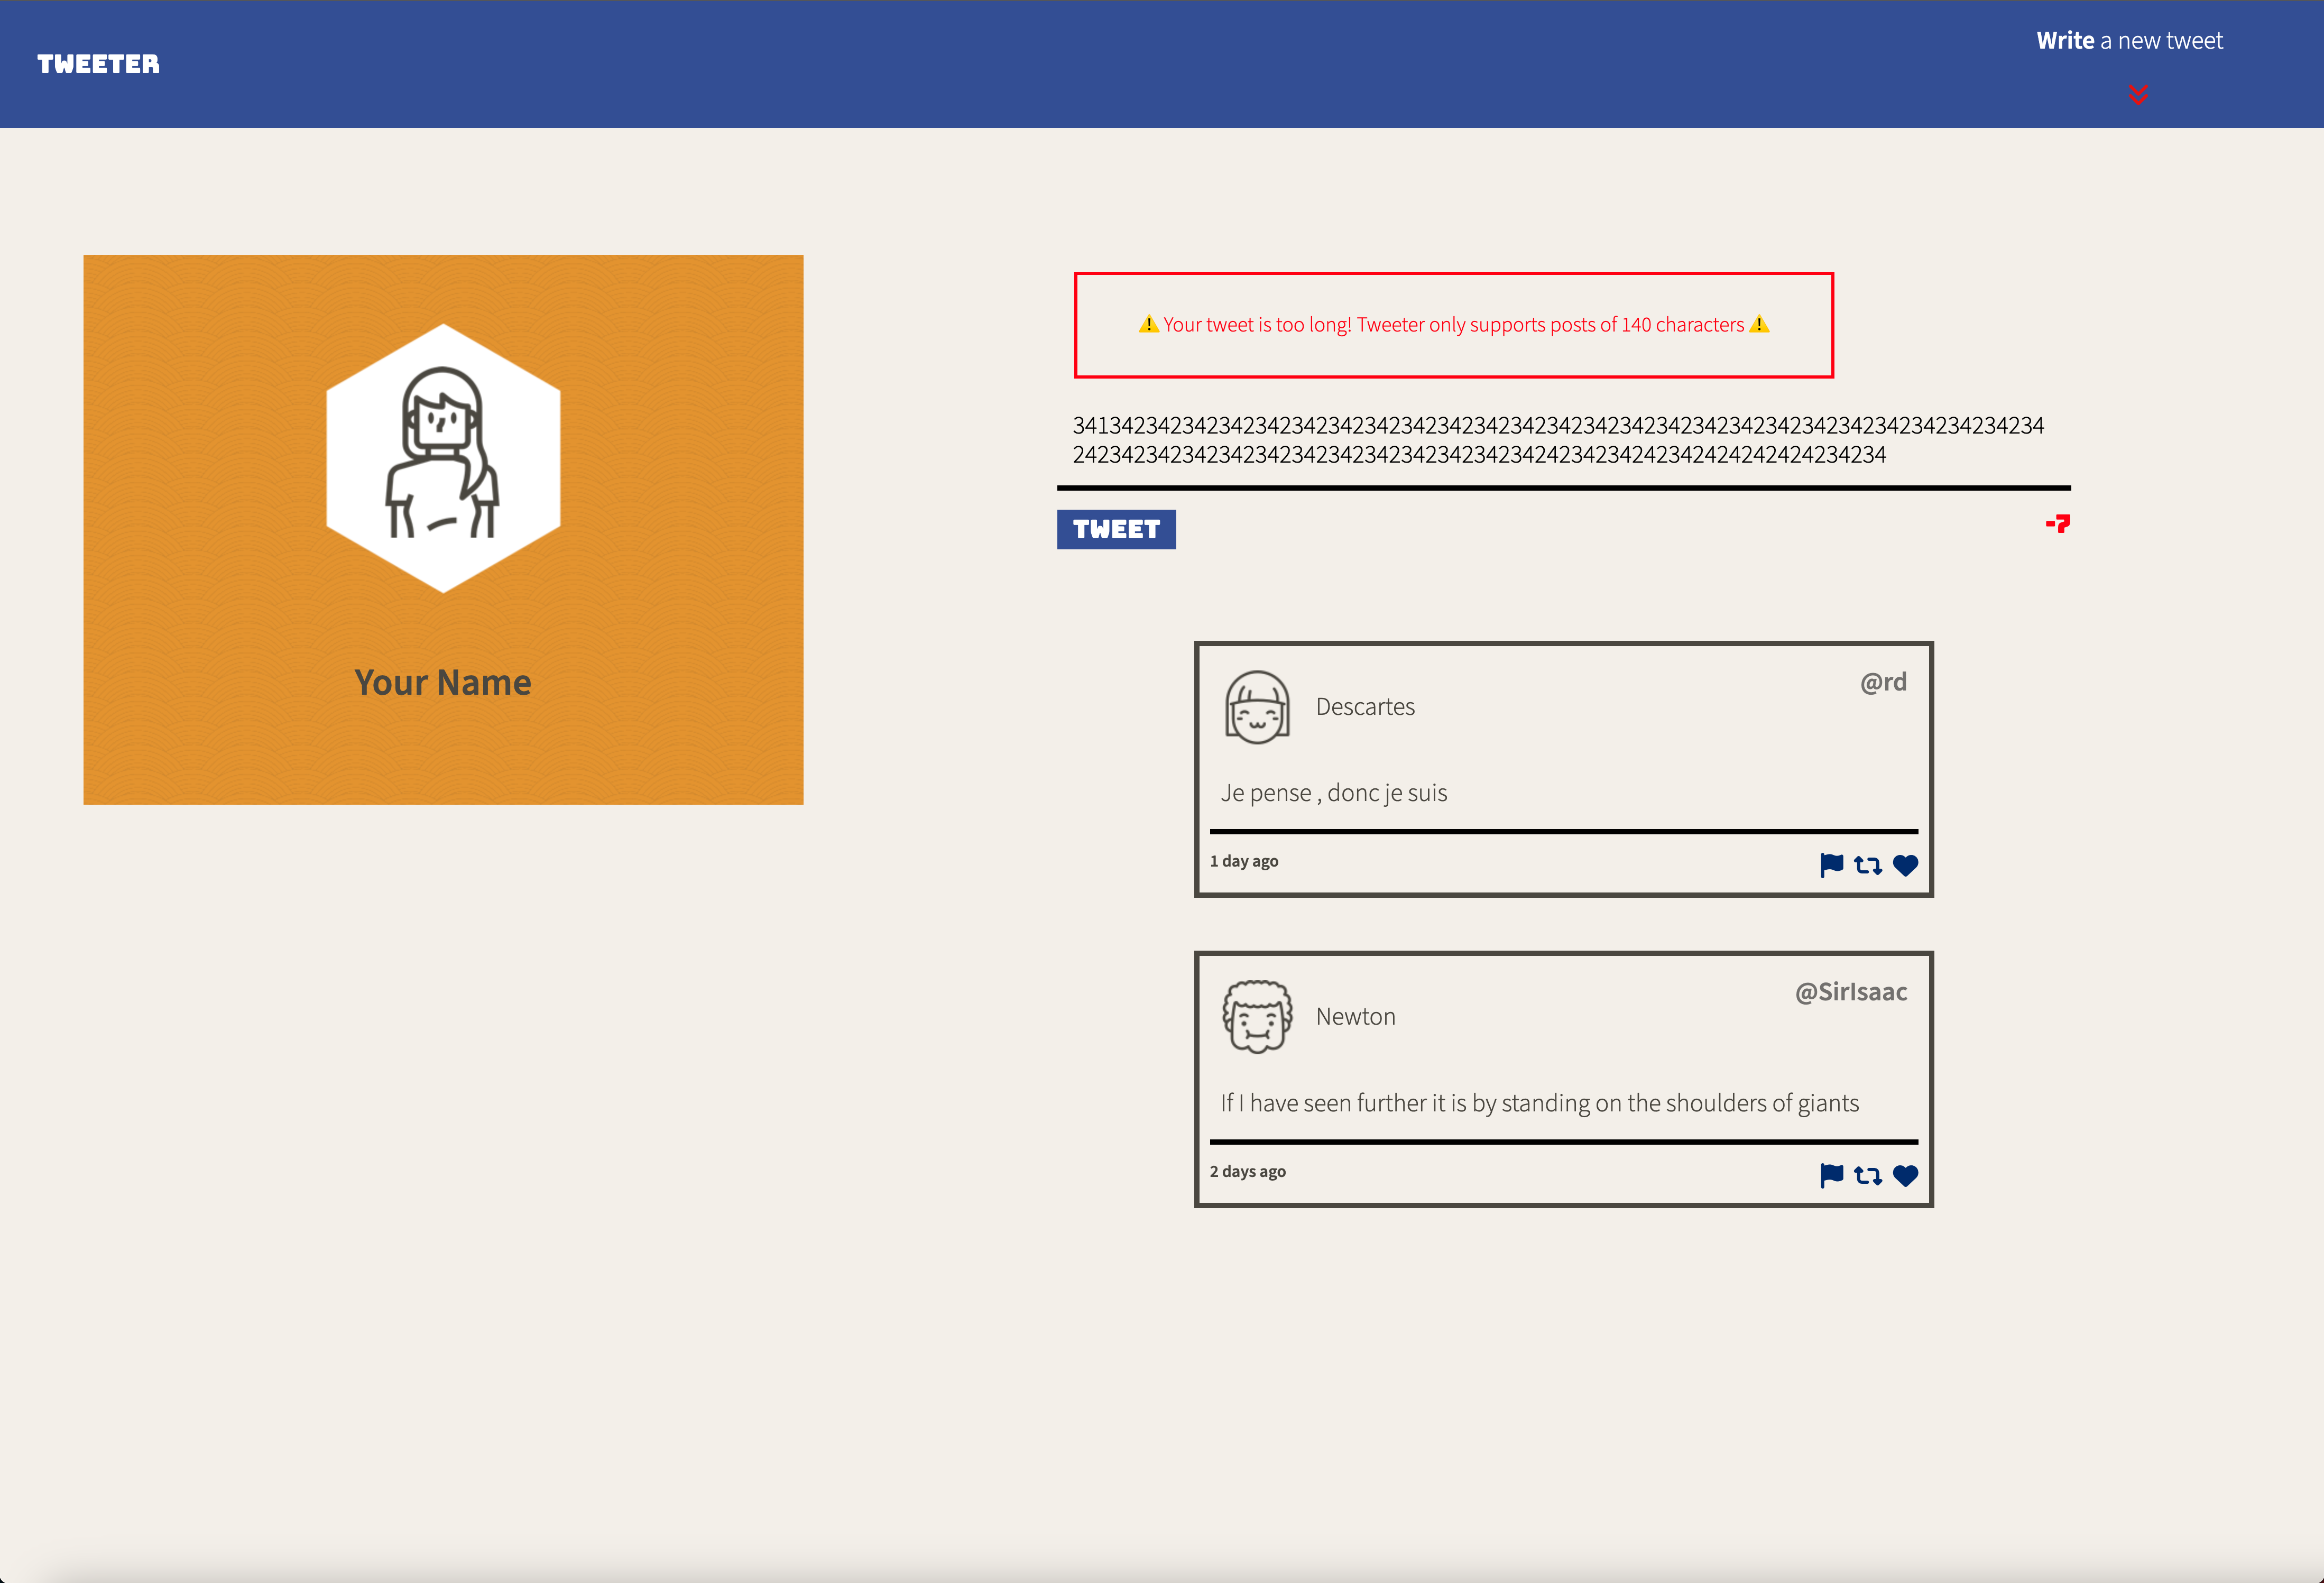 TWEETER
Write a new tweet
Your Name
⚠️ Your tweet is too long! Tweeter only supports posts of 140 characters ⚠️
34134234234234234234234234234234234234234234234234234234234234234234234234234234
2423423423423423423423423423423423423424234234242342424242424234234
TWEET
-7
Descartes
@rd
Je pense , donc je suis
1 day ago
Newton
@SirIsaac
If I have seen further it is by standing on the shoulders of giants
2 days ago